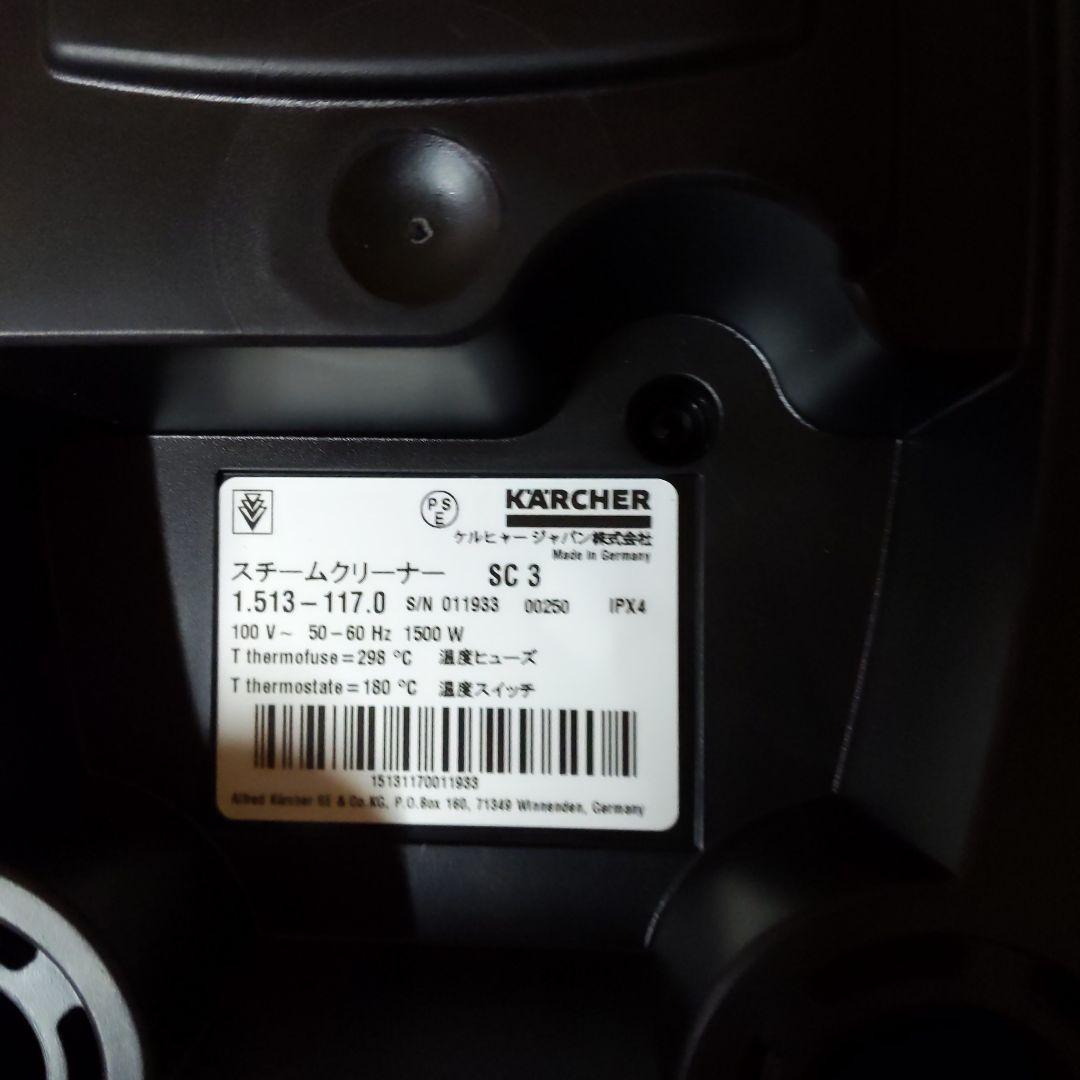 PSE
KÄRCHER
ケルヒャー ジャパン株式会社
Made in Germany
スチームクリーナー SC 3
1.513-117.0 S/N 011933 00250 IPX4
100 V~ 50-60 Hz 1500 W
T thermofuse=298 °C 温度ヒューズ
T thermostate=180 °C 温度スイッチ
15131170011933
Alfred Kärcher SE & Co.KG, P.O.Box 160, 71349 Winnenden, Germany